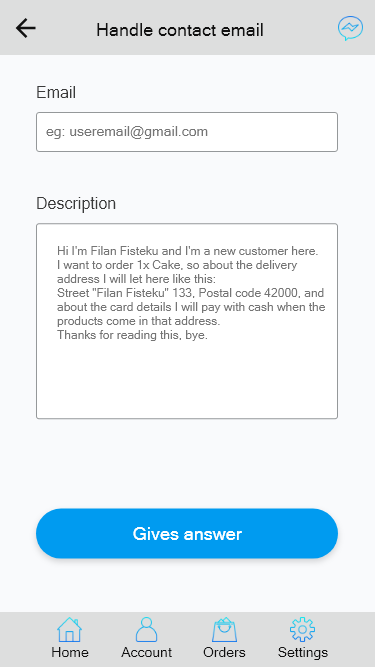 Handle contact email
Email
eg: useremail@gmail.com
Description
Hi I'm Filan Fisteku and I'm a new customer here.
I want to order 1x Cake, so about the delivery
address I will let here like this:
Street "Filan Fisteku" 133, Postal code 42000, and
about the card details I will pay with cash when the
products come in that address.
Thanks for reading this, bye.
Gives answer
Home Account Orders Settings